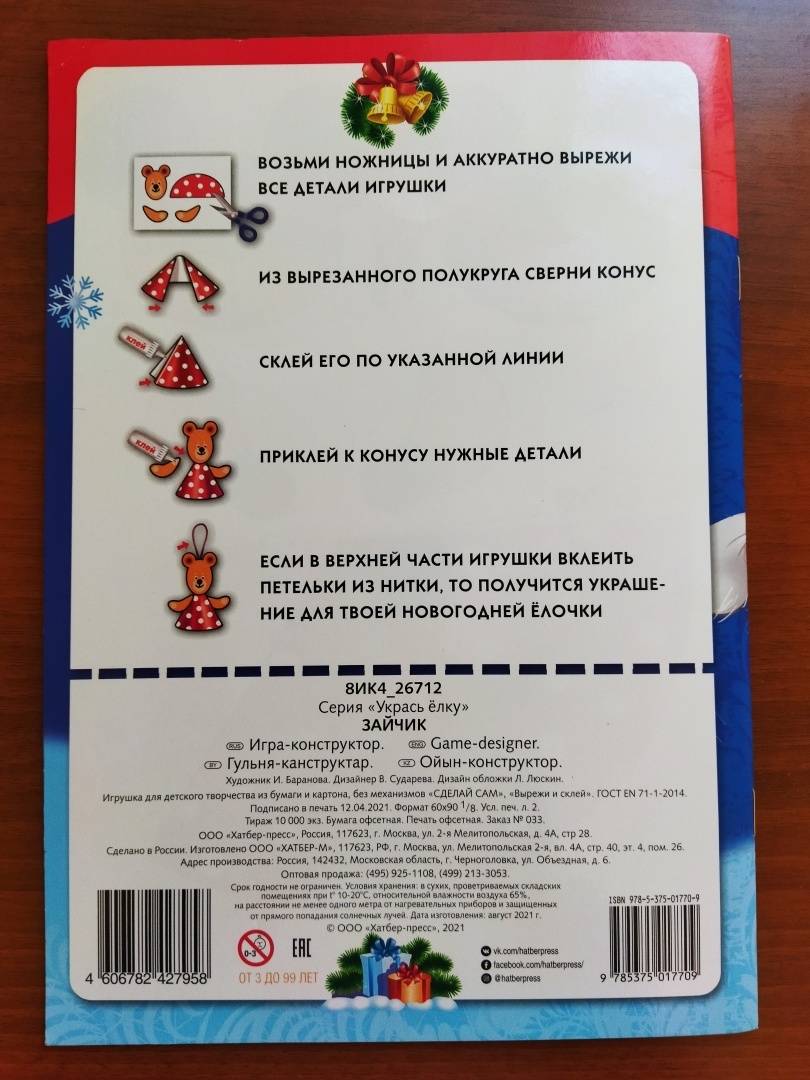 ВОЗЬМИ НОЖНИЦЫ И АККУРАТНО ВЫРЕЖИ
ВСЕ ДЕТАЛИ ИГРУШКИ
ИЗ ВЫРЕЗАННОГО ПОЛУКРУГА СВЕРНИ КОНУС
КЛЕЙ
СКЛЕЙ ЕГО ПО УКАЗАННОЙ ЛИНИИ
КЛЕЙ
ПРИКЛЕЙ К КОНУСУ НУЖНЫЕ ДЕТАЛИ
ЕСЛИ В ВЕРХНЕЙ ЧАСТИ ИГРУШКИ ВКЛЕИТЬ
ПЕТЕЛЬКИ ИЗ НИТКИ, ТО ПОЛУЧИТСЯ УКРАШЕ-
НИЕ ДЛЯ ТВОЕЙ НОВОГОДНЕЙ ЁЛОЧКИ
8ИК4_26712
Серия «Укрась ёлку»
ЗАЙЧИК
RUS Игра-конструктор. ENG Game-designer.
BY Гульня-канструктар. KZ Ойын-конструктор.
Художник И. Баранова. Дизайнер В. Сударева. Дизайн обложки Л. Люскин.
Игрушка для детского творчества из бумаги и картона, без механизмов «СДЕЛАЙ САМ», «Вырежи и склей». ГОСТ EN 71-1-2014.
Подписано в печать 12.04.2021. Формат 60х90 1/8. Усл. печ. л. 2.
Тираж 10 000 экз. Бумага офсетная. Печать офсетная. Заказ № 033.
ООО «Хатбер-пресс», Россия, 117623, г. Москва, ул. 2-я Мелитопольская, д. 4А, стр 28.
Сделано в России. Изготовлено ООО «ХАТБЕР-М», 117623, РФ, г. Москва, ул. Мелитопольская 2-я, вл. 4А, стр. 40, эт. 4, пом. 26.
Адрес производства: Россия, 142432, Московская область, г. Черноголовка, ул. Объездная, д. 6.
Оптовая продажа: (495) 925-1108, (499) 213-3053.
Срок годности не ограничен. Условия хранения: в сухих, проветриваемых складских
помещениях при t° 10-20°С, относительной влажности воздуха 65%,
на расстоянии не менее одного метра от нагревательных приборов и защищенных
от прямого попадания солнечных лучей. Дата изготовления: август 2021 г.
© ООО «Хатбер-пресс», 2021
ISBN 978-5-375-01770-9
0-3
EAC
ОТ 3 ДО 99 ЛЕТ
vk.com/hatberpress
facebook.com/hatberpress/
@hatberpress
4 606782 427958
9 785375 017709